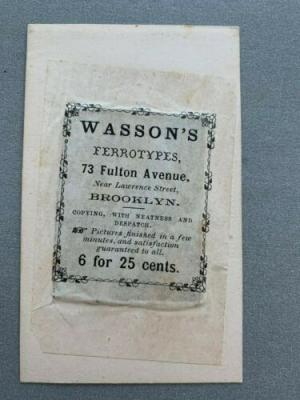 WASSON'S
FERROTYPES,
73 Fulton Avenue,
Near Lawrence Street,
BROOKLYN.
COPYING, WITH NEATNESS AND
DESPATCH.
☞ Pictures finished in a few
minutes, and satisfaction
guaranteed to all.
6 for 25 cents.